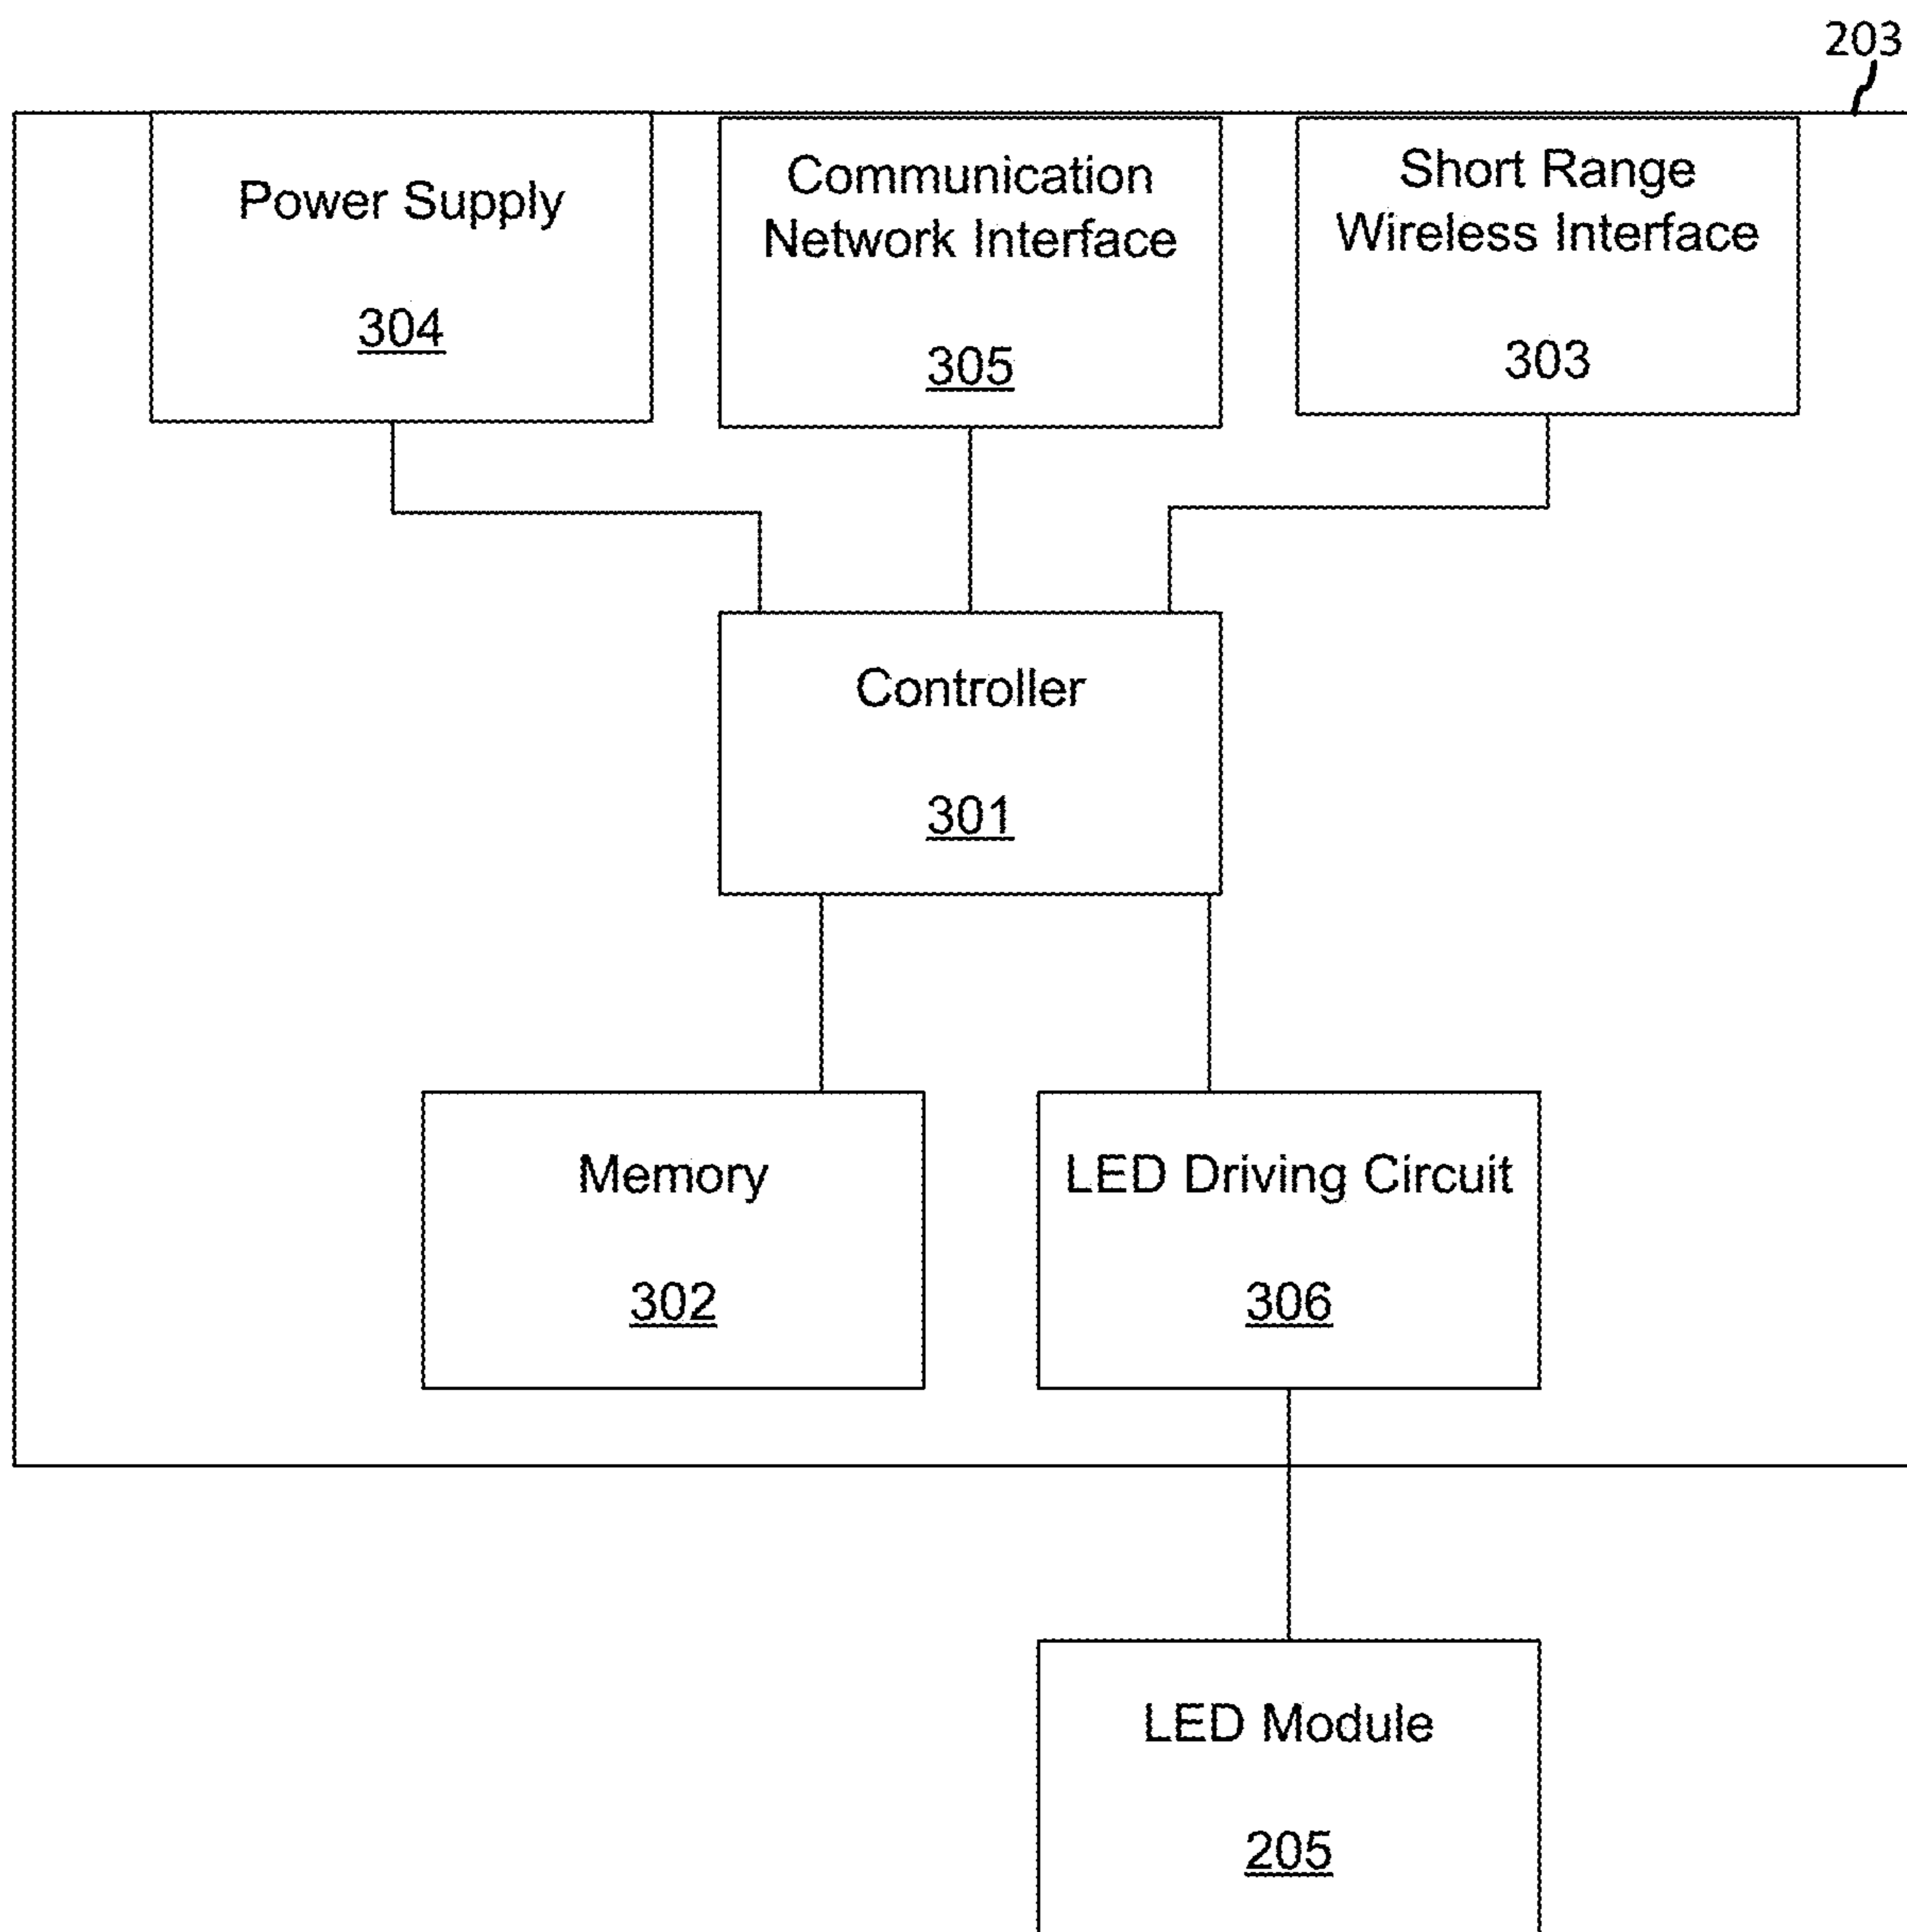 203
Power Supply
304
Communication
Network Interface
305
Short Range
Wireless Interface
303
Controller
301
Memory
302
LED Driving Circuit
306
LED Module
205